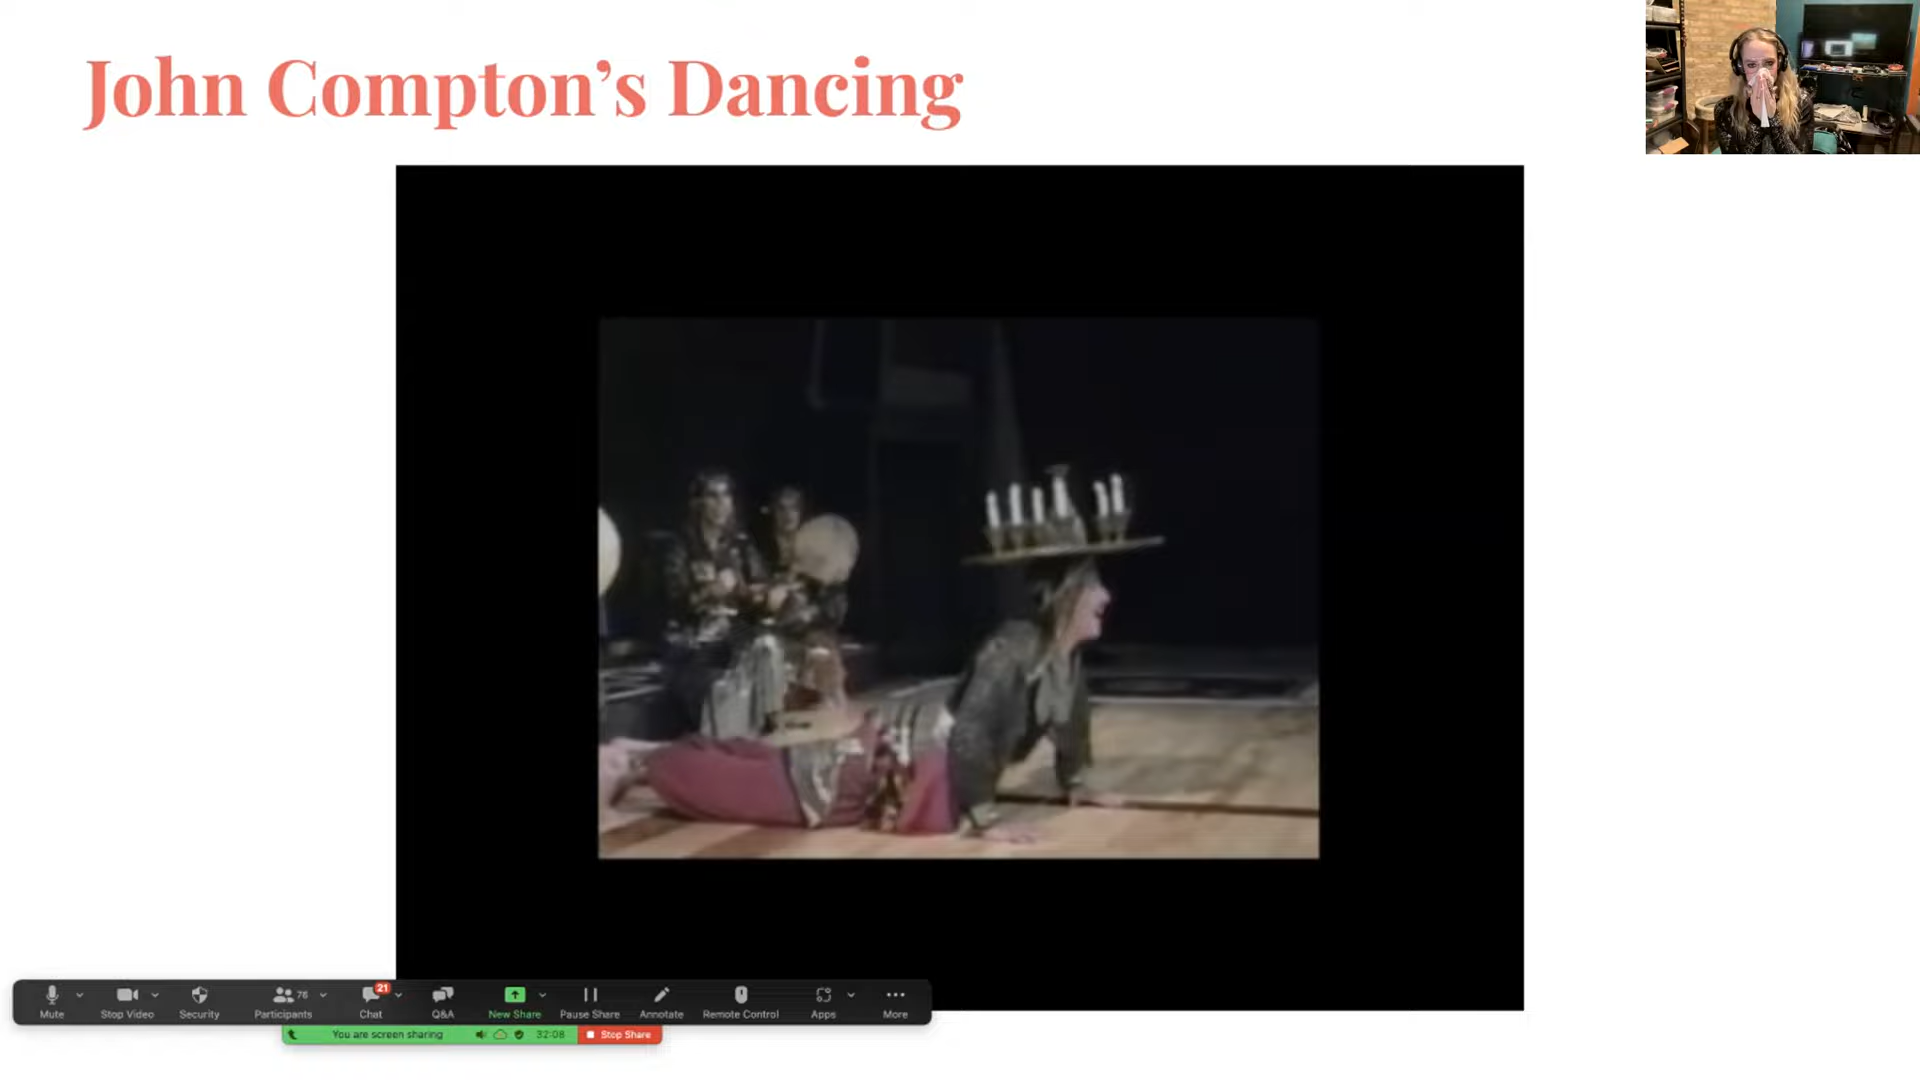 John Compton’s Dancing
Mute
Stop Video
Security
76
Participants
21
Chat
Q&A
New Share
Pause Share
Annotate
Remote Control
Apps
More
You are screen sharing
32:08
Stop Share